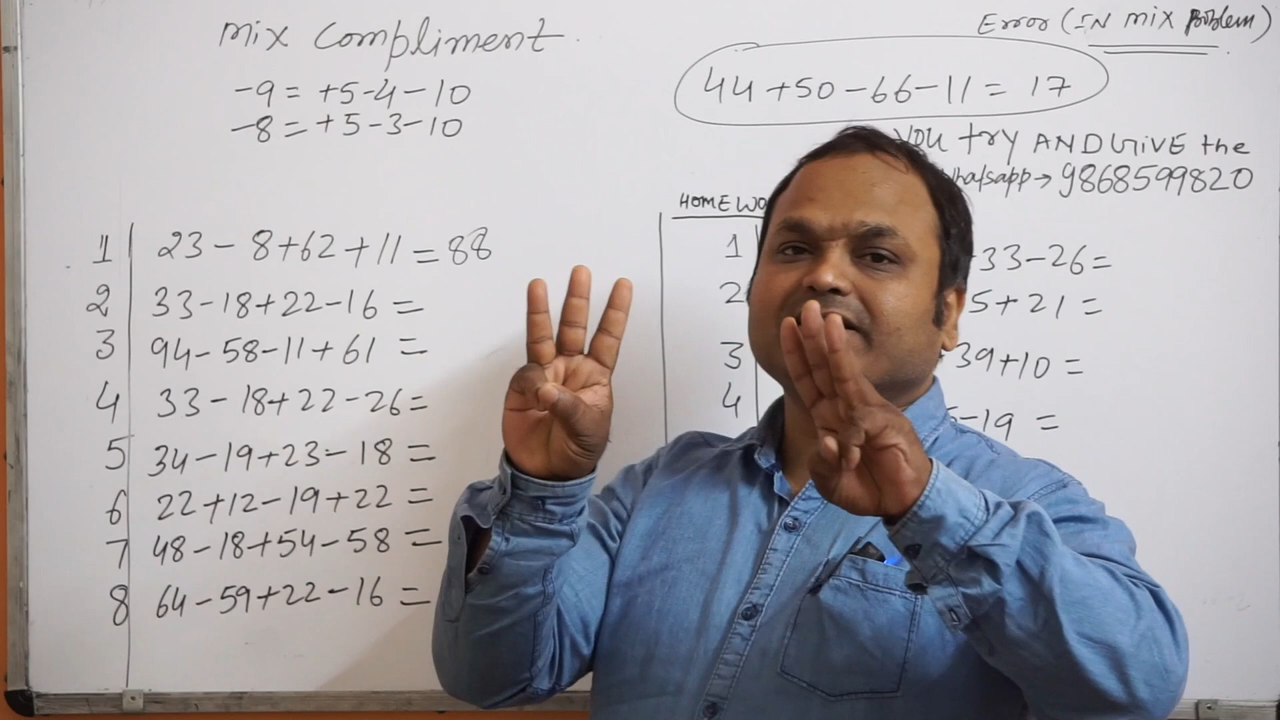 mix compliment
-9 = +5-4-10
-8 = +5-3-10
1 23-8+62+11=88
2 33-18+22-16=
3 94-58-11+61 =
4 33-18+22-26=
5 34-19+23-18=
6 22+12-19+22 =
7 48-18+54-58=
8 64-59+22-16=
Error (IN mix problem)
44+50-66-11= 17
YOU trY AND GIVE the
whatsapp→ 9868599820
HOMEWO
1 33-26=
2 5+21 =
3 39+10 =
4 -19 =